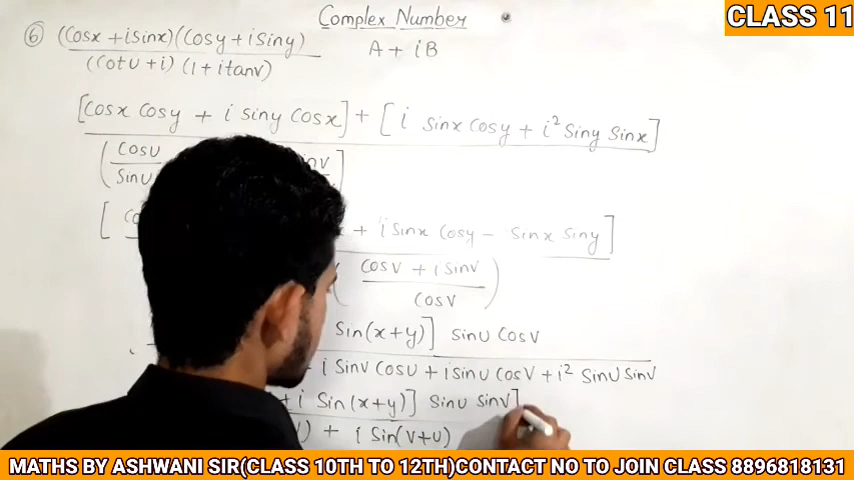 Complex Number
CLASS 11
⑥ (Cosx + iSinx)(Cosy + iSiny)
((otU + i) (1 + itanv)
A + iB
[Cosx Cosy + i Siny Cosx] + [i Sinx Cosy + i² Siny Sinx]
(CosU
SinU
[ + i Sinx Cosy - Sinx Siny]
(CosV + i SinV)
CosV
Sin(x+y)] SinU CosV
i SinV CosU + i SinU CosV + i² SinU SinV
+ i Sin(x+y)] SinU SinV]
) + i Sin(V+U)
MATHS BY ASHWANI SIR(CLASS 10TH TO 12TH)CONTACT NO TO JOIN CLASS 8896818131